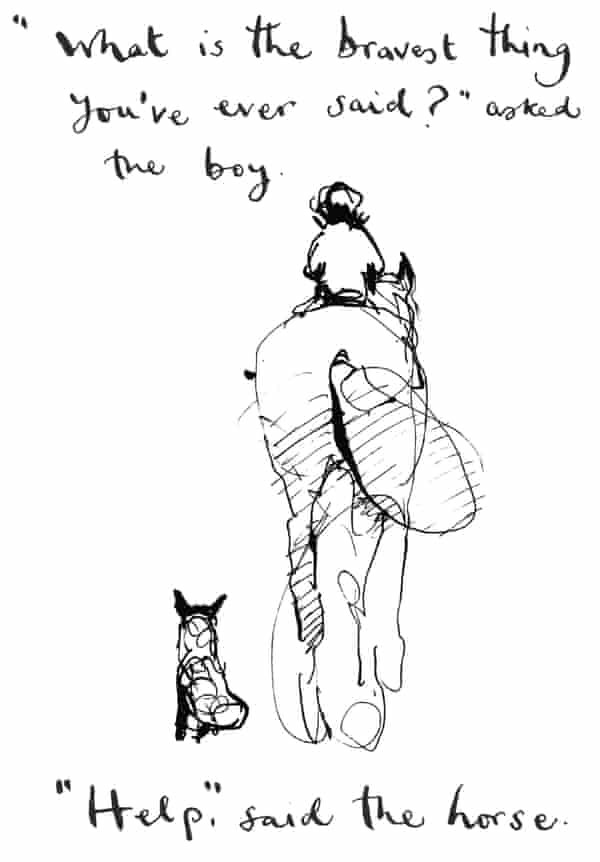 "What is the bravest thing
you've ever said?" asked
the boy.
"Help." said the horse.